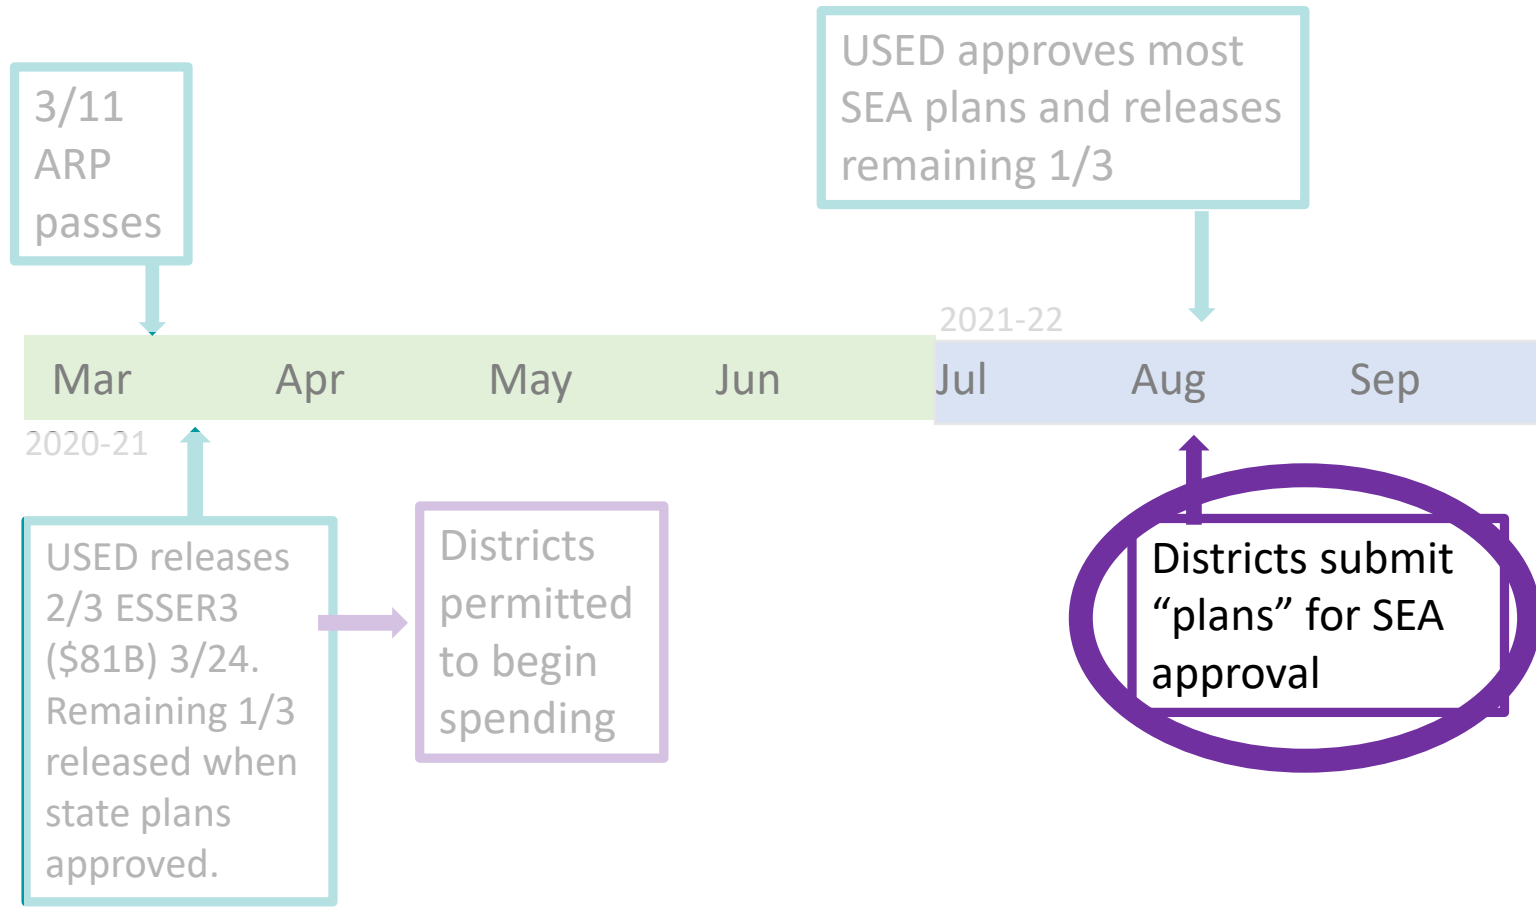 3/11
ARP
passes
USED approves most
SEA plans and releases
remaining 1/3
2021-22
Mar Apr May Jun Jul Aug Sep
2020-21
USED releases
2/3 ESSER3
($81B) 3/24.
Remaining 1/3
released when
state plans
approved.
Districts
permitted
to begin
spending
Districts submit
“plans” for SEA
approval